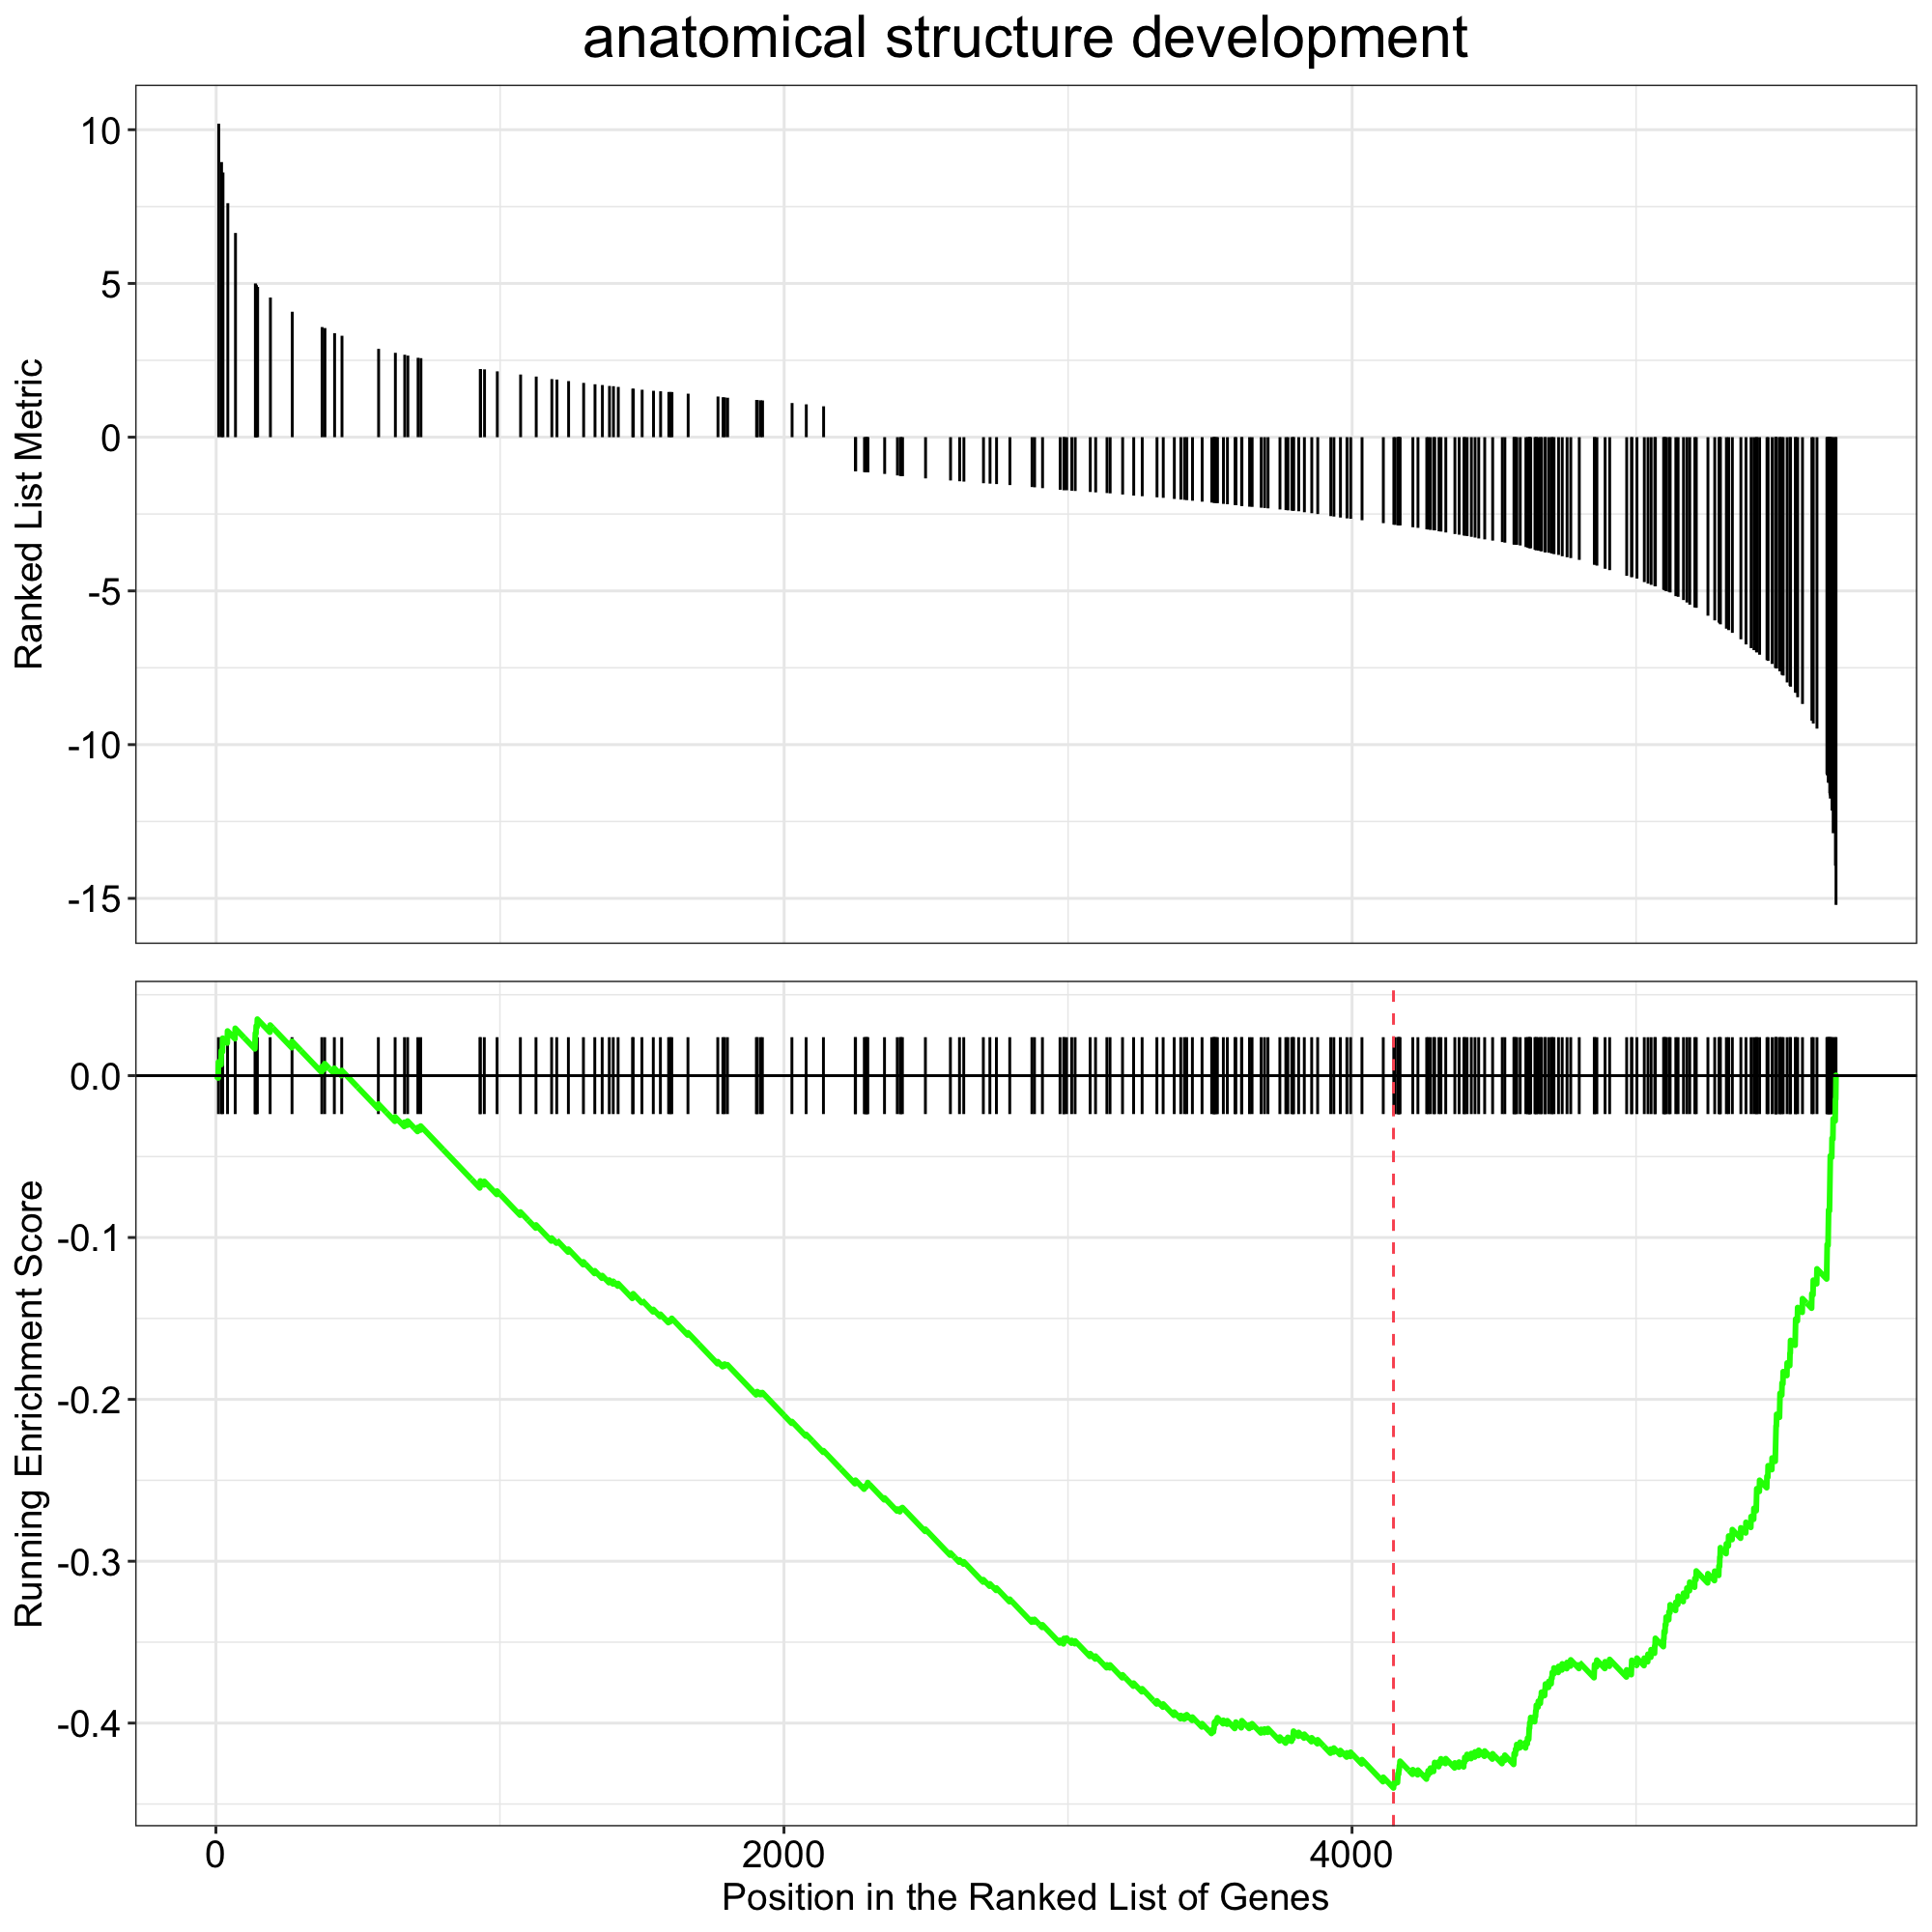 anatomical structure development
Ranked List Metric
10
5
0
-5
-10
-15
Running Enrichment Score
0.0
-0.1
-0.2
-0.3
-0.4
0 2000 4000
Position in the Ranked List of Genes